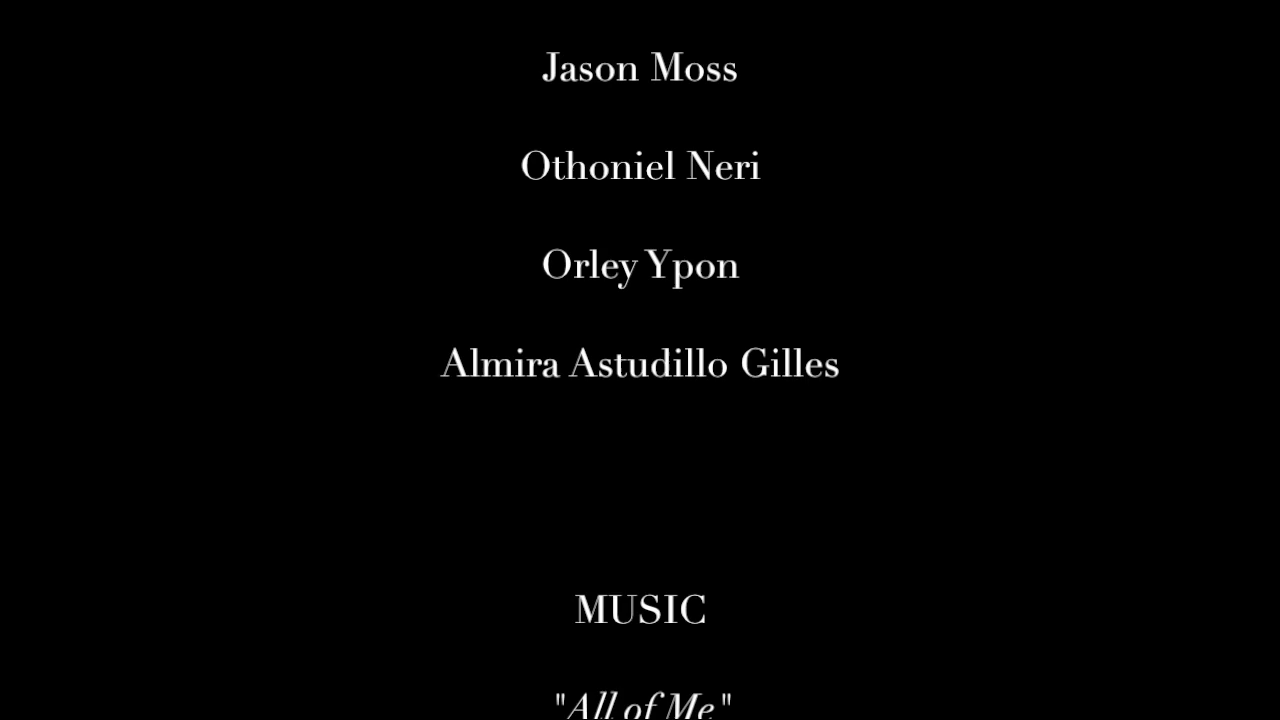 Jason Moss
Othoniel Neri
Orley Ypon
Almira Astudillo Gilles
MUSIC
"All of Me"